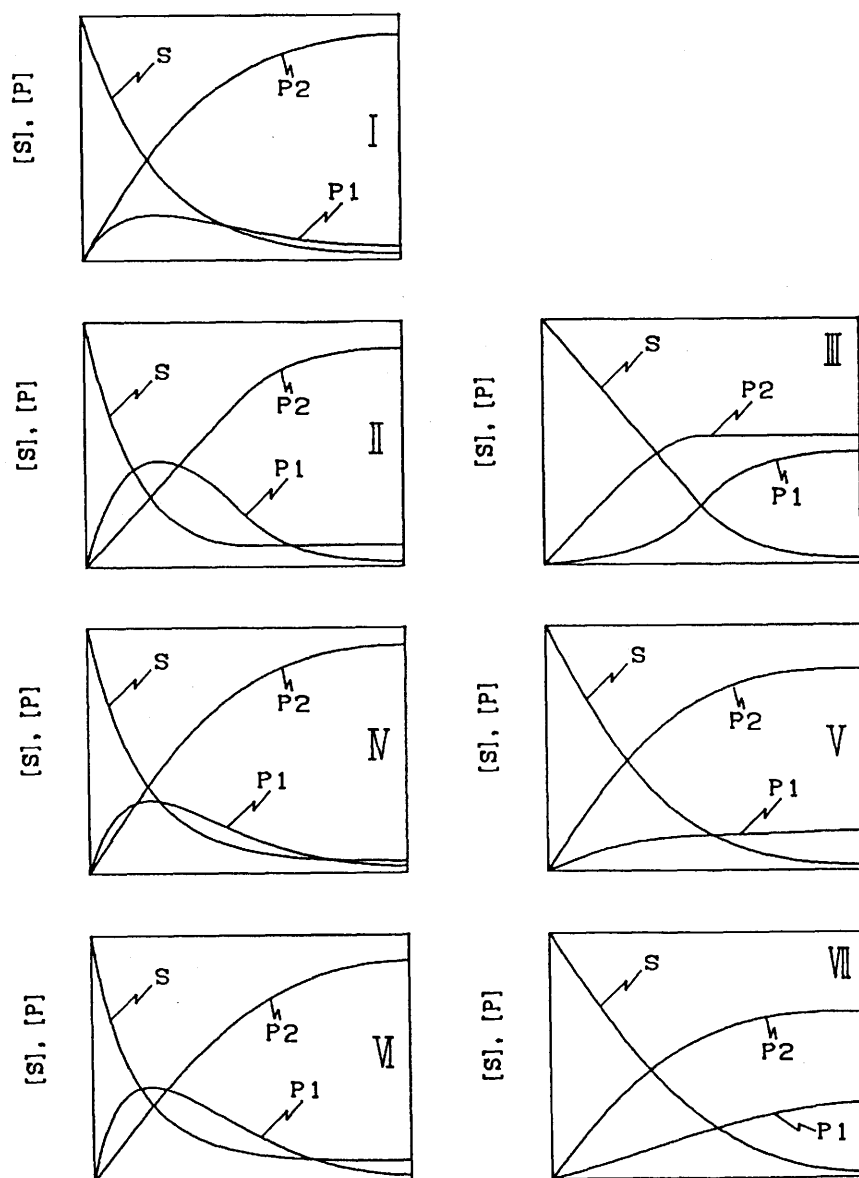 [S], [P]
S
P2
I
P1
[S], [P]
S
P2
II
P1
[S], [P]
S
III
P2
P1
[S], [P]
S
P2
IV
P1
[S], [P]
S
P2
V
P1
[S], [P]
S
P2
VI
P1
[S], [P]
S
VII
P2
P1